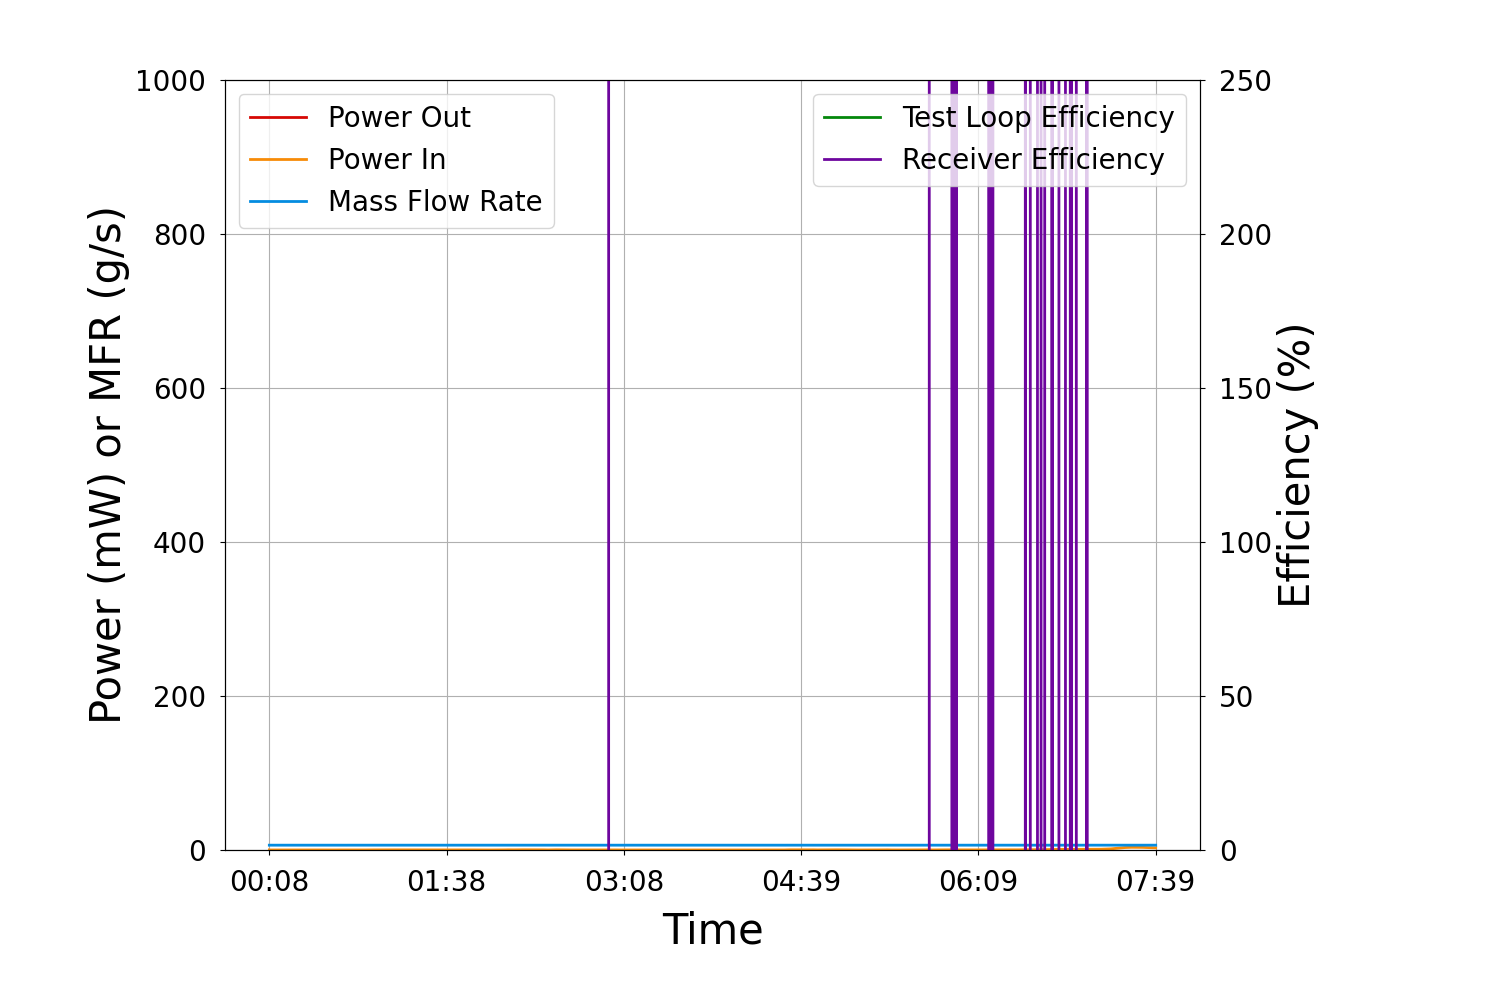 1000
800
600
400
200
0
Power (mW) or MFR (g/s)
Power Out
Power In
Mass Flow Rate
Test Loop Efficiency
Receiver Efficiency
250
200
150
100
50
0
Efficiency (%)
00:08 01:38 03:08 04:39 06:09 07:39
Time